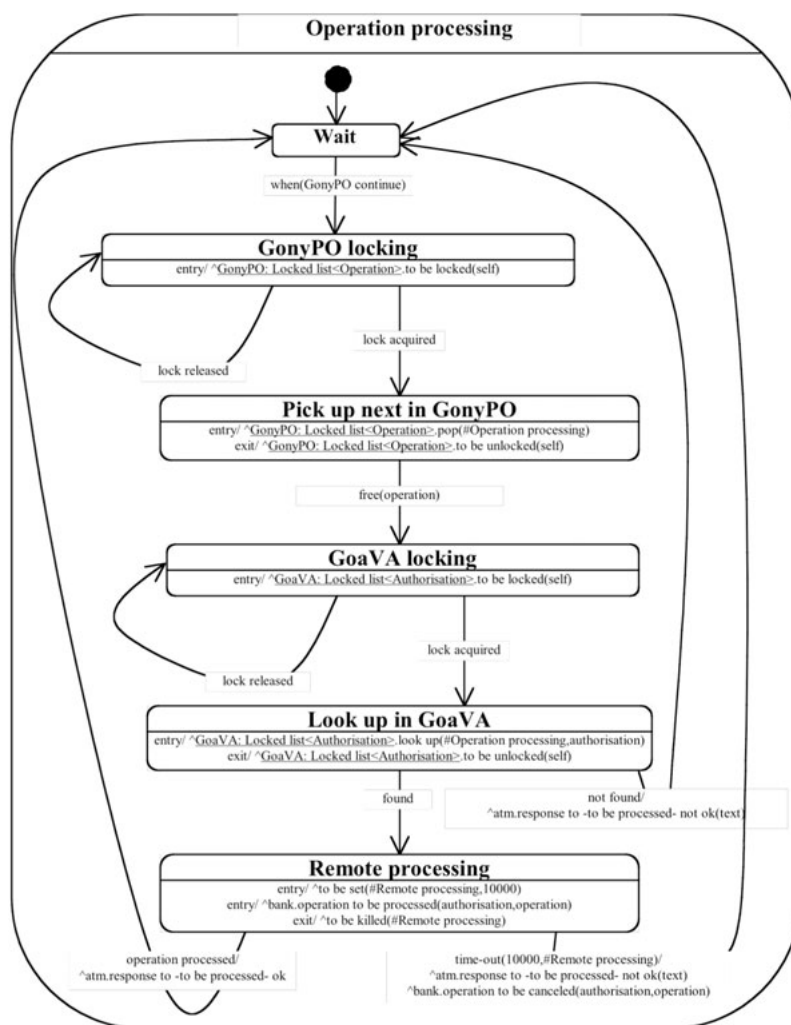 Operation processing
Wait
when(GonyPO continue)
GonyPO locking
entry/ ^GonyPO: Locked list<Operation>.to be locked(self)
lock acquired
lock released
Pick up next in GonyPO
entry/ ^GonyPO: Locked list<Operation>.pop(#Operation processing)
exit/ ^GonyPO: Locked list<Operation>.to be unlocked(self)
free(operation)
GoaVA locking
entry/ ^GoaVA: Locked list<Authorisation>.to be locked(self)
lock acquired
lock released
Look up in GoaVA
entry/ ^GoaVA: Locked list<Authorisation>.look up(#Operation processing,authorisation)
exit/ ^GoaVA: Locked list<Authorisation>.to be unlocked(self)
found
not found/
^atm.response to -to be processed- not ok(text)
Remote processing
entry/ ^to be set(#Remote processing,10000)
entry/ ^bank.operation to be processed(authorisation,operation)
exit/ ^to be killed(#Remote processing)
operation processed/
^atm.response to -to be processed- ok
time-out(10000,#Remote processing)/
^atm.response to -to be processed- not ok(text)
^bank.operation to be canceled(authorisation,operation)